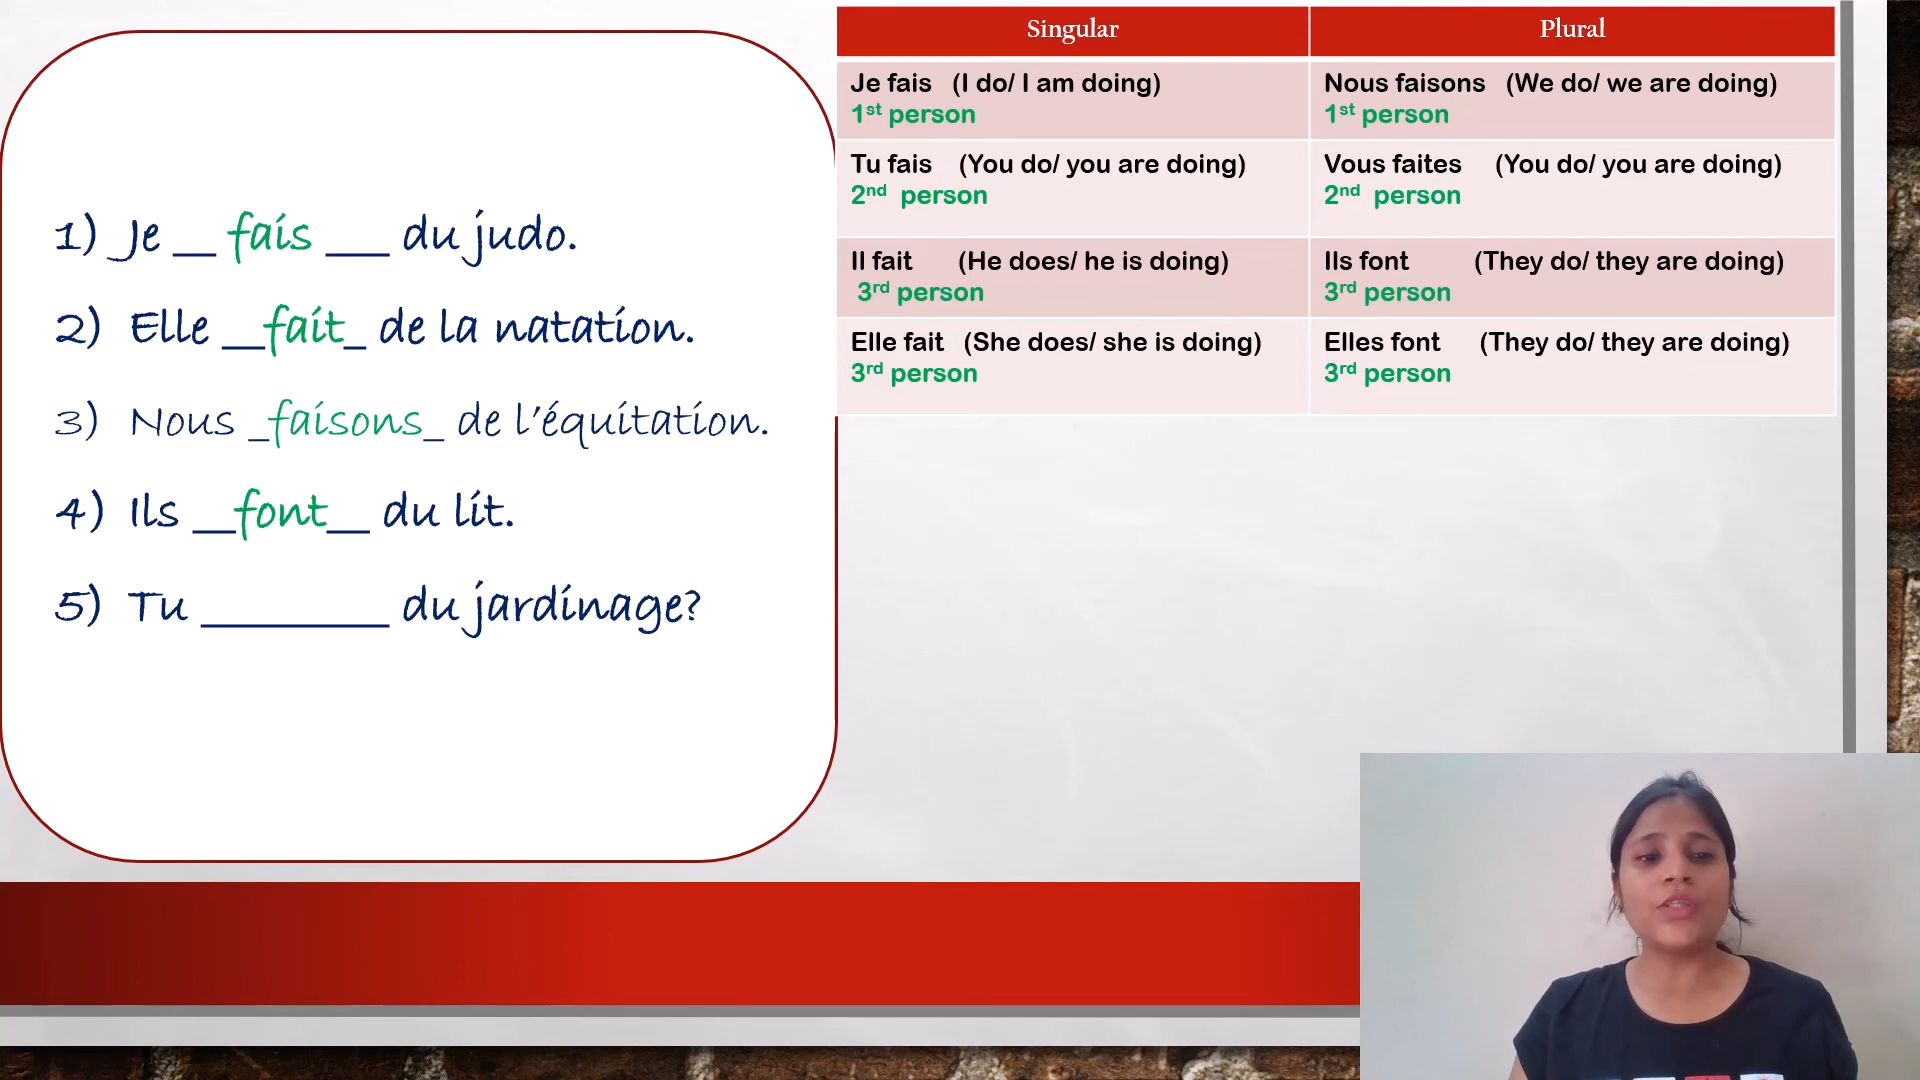 1) Je __ fais ___ du judo.
2) Elle __fait_ de la natation.
3) Nous _faisons_ de l'équitation.
4) Ils __font__ du lit.
5) Tu _________ du jardinage?
Singular Plural
Je fais (I do/ I am doing) Nous faisons (We do/ we are doing)
1st person 1st person
Tu fais (You do/ you are doing) Vous faites (You do/ you are doing)
2nd person 2nd person
Il fait (He does/ he is doing) Ils font (They do/ they are doing)
3rd person 3rd person
Elle fait (She does/ she is doing) Elles font (They do/ they are doing)
3rd person 3rd person